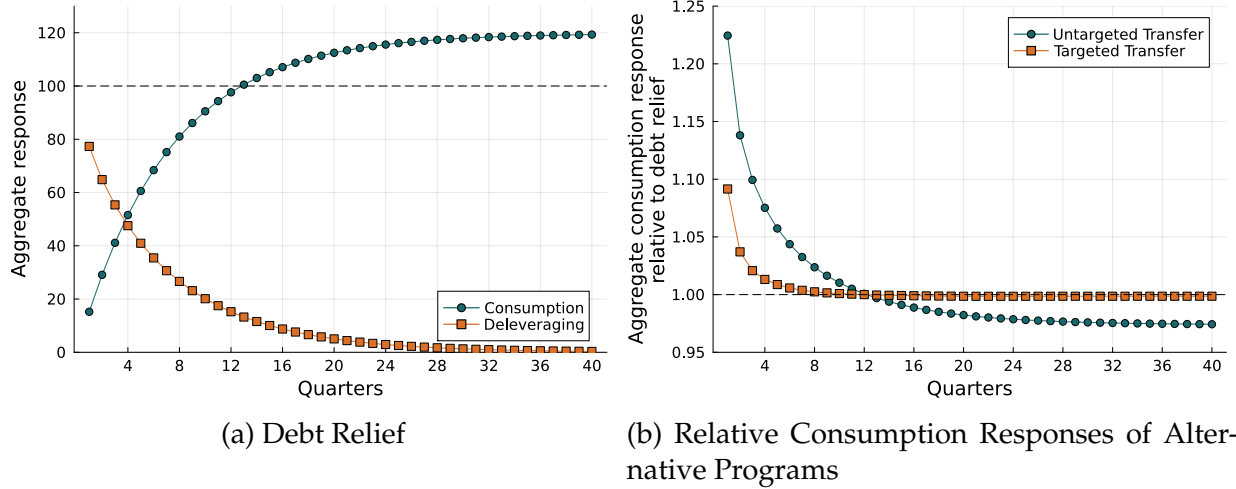 Aggregate response
120
100
80
60
40
20
0
Consumption
Deleveraging
4 8 12 16 20 24 28 32 36 40
Quarters
(a) Debt Relief
Aggregate consumption response
relative to debt relief
1.25
1.20
1.15
1.10
1.05
1.00
0.95
Untargeted Transfer
Targeted Transfer
4 8 12 16 20 24 28 32 36 40
Quarters
(b) Relative Consumption Responses of Alter-
native Programs